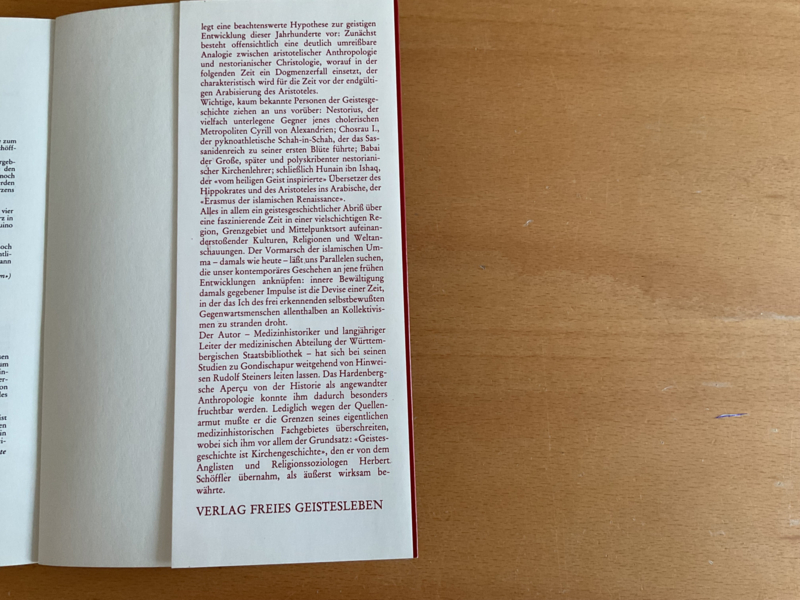 zum
höff-
rgeb-
den
noch
erden
rzens
vier
rz in
uino
och
ntli-
ann
legt eine beachtenswerte Hypothese zur geistigen
Entwicklung dieser Jahrhunderte vor: Zunächst
besteht offensichtlich eine deutlich umreißbare
Analogie zwischen aristotelischer Anthropologie
und nestorianischer Christologie, worauf in der
folgenden Zeit ein Dogmenzerfall einsetzt, der
charakteristisch wird für die Zeit vor der endgülti-
gen Arabisierung des Aristoteles.
Wichtige, kaum bekannte Personen der Geistesge-
schichte ziehen an uns vorüber: Nestorius, der
vielfach unterlegene Gegner jenes cholerischen
Metropoliten Cyrill von Alexandrien; Chosrau I.,
der pyknoathletische Schah-in-Schah, der das Sas-
sanidenreich zu seiner ersten Blüte führte; Babai
der Große, später und polyskribenter nestoriani-
scher Kirchenlehrer; schließlich Hunain ibn Ishaq,
der «vom heiligen Geist inspirierte» Übersetzer des
Hippokrates und des Aristoteles ins Arabische, der
«Erasmus der islamischen Renaissance».
Alles in allem ein geistesgeschichtlicher Abriß über
eine faszinierende Zeit in einer vielschichtigen Re-
gion, Grenzgebiet und Mittelpunktsort aufeinan-
derstoßender Kulturen, Religionen und Weltan-
schauungen. Der Vormarsch der islamischen Um-
ma – damals wie heute – läßt uns Parallelen suchen,
die unser kontemporäres Geschehen an jene frühen
Entwicklungen anknüpfen: innere Bewältigung
damals gegebener Impulse ist die Devise einer Zeit,
in der das Ich des frei erkennenden selbstbewußten
Gegenwartsmenschen allenthalben an Kollektivis-
men zu stranden droht.
Der Autor – Medizinhistoriker und langjähriger
Leiter der medizinischen Abteilung der Württem-
bergischen Staatsbibliothek – hat sich bei seinen
Studien zu Gondischapur weitgehend von Hinwei-
sen Rudolf Steiners leiten lassen. Das Hardenberg-
sche Aperçu von der Historie als angewandter
Anthropologie konnte ihm dadurch besonders
fruchtbar werden. Lediglich wegen der Quellen-
armut mußte er die Grenzen seines eigentlichen
medizinhistorischen Fachgebietes überschreiten,
wobei sich ihm vor allem der Grundsatz: «Geistes-
geschichte ist Kirchengeschichte», den er von dem
Anglisten und Religionssoziologen Herbert
Schöffler übernahm, als äußerst wirksam be-
währte.
VERLAG FREIES GEISTESLEBEN